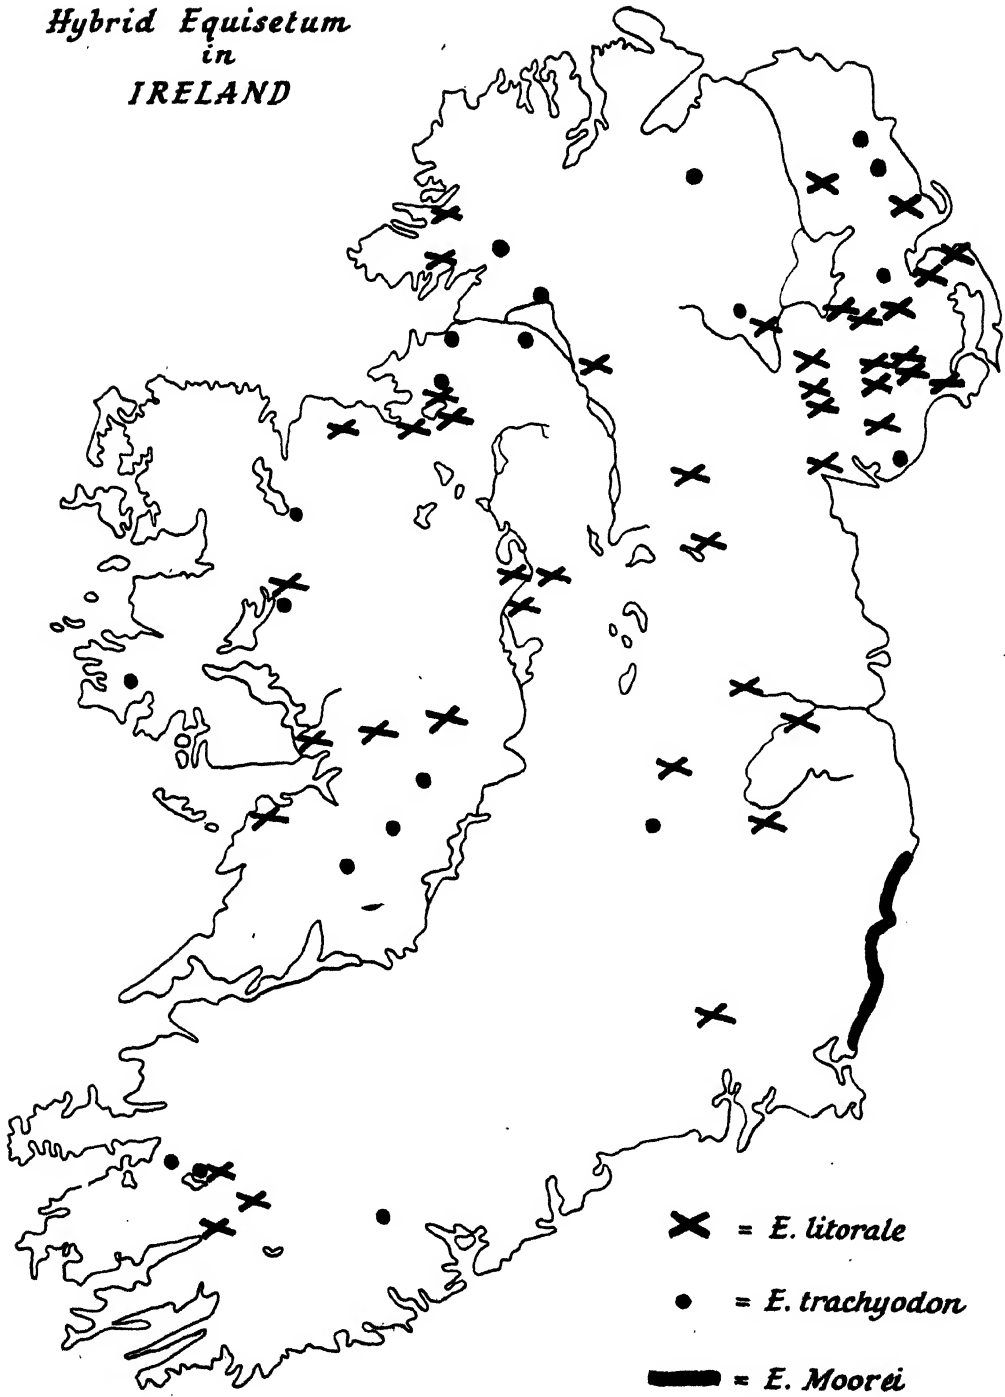 Hybrid Equisetum
in
IRELAND
= E. litorale
= E. trachyodon
= E. Moorei